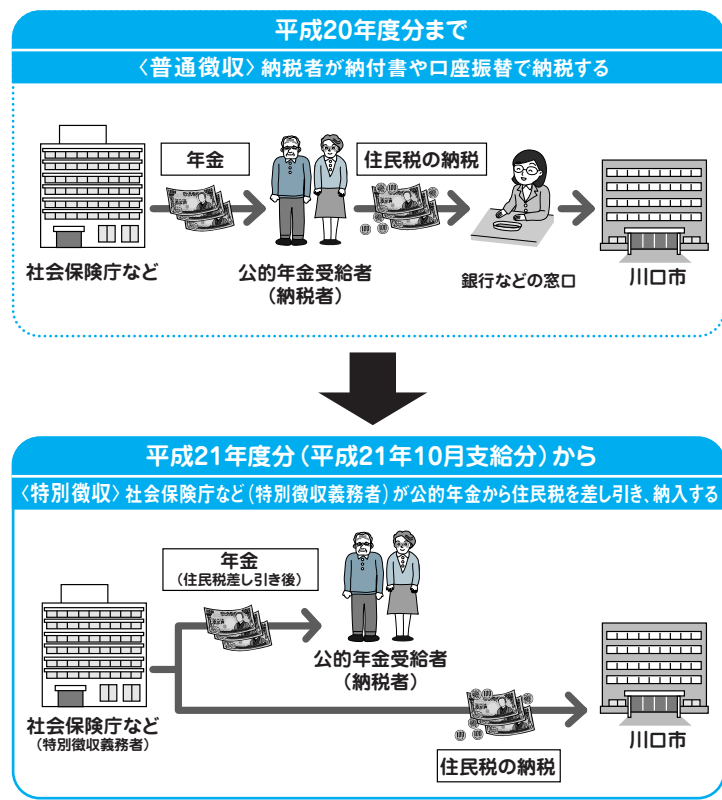 平成20年度分まで
〈普通徴収〉納税者が納付書や口座振替で納税する
年金
住民税の納税
社会保険庁など
公的年金受給者
(納税者)
銀行などの窓口
川口市
平成21年度分(平成21年10月支給分)から
〈特別徴収〉社会保険庁など(特別徴収義務者)が公的年金から住民税を差し引き、納入する
年金
(住民税差し引き後)
公的年金受給者
(納税者)
社会保険庁など
(特別徴収義務者)
住民税の納税
川口市